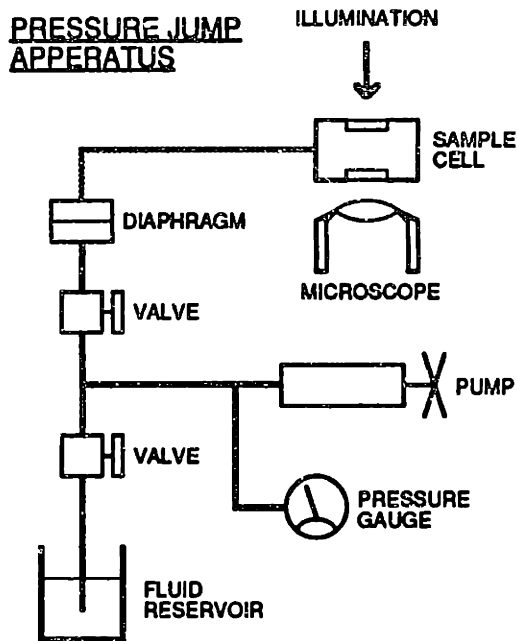 PRESSURE JUMP
APPERATUS
ILLUMINATION
SAMPLE
CELL
DIAPHRAGM
MICROSCOPE
VALVE
PUMP
VALVE
PRESSURE
GAUGE
FLUID
RESERVOIR